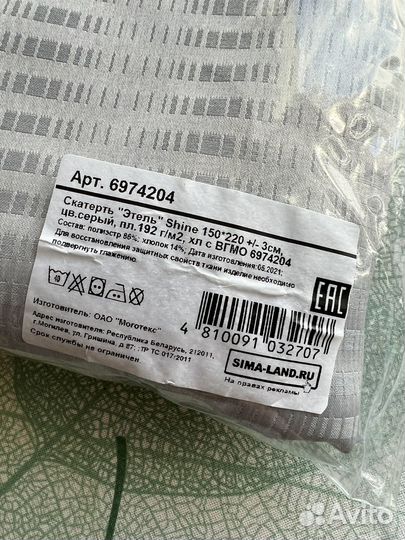 Арт. 6974204
Скатерть "Этель" Shine 150*220 +/- 3см,
цв.серый, пл.192 г/м2, хл с ВГМО 6974204
Состав: полиэстр 86%; хлопок 14%, Дата изготовления:05.2021;
Для восстановления защитных свойств ткани изделие необходимо
подвергнуть глажению.
Изготовитель: ОАО "Моготекс"
Адрес изготовителя: Республика Беларусь, 212011,
г.Могилев, ул. Гришина, д.87; ; ТР ТС 017/2011
Срок службы не ограничен.
EAC
4 810091 032707
SIMA-LAND.RU
На правах рекламы
Avito